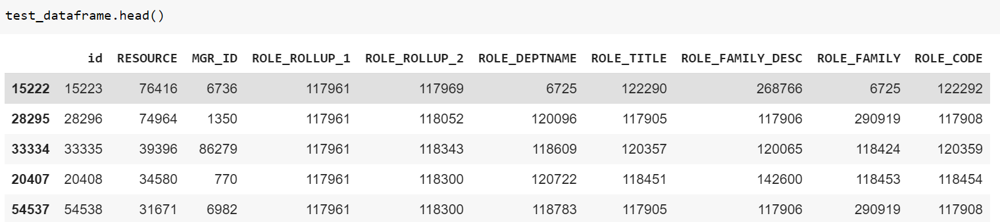 test_dataframe.head()
id RESOURCE MGR_ID ROLE_ROLLUP_1 ROLE_ROLLUP_2 ROLE_DEPTNAME ROLE_TITLE ROLE_FAMILY_DESC ROLE_FAMILY ROLE_CODE
15222 15223 76416 6736 117961 117969 6725 122290 268766 6725 122292
28295 28296 74964 1350 117961 118052 120096 117905 117906 290919 117908
33334 33335 39396 86279 117961 118343 118609 120357 120065 118424 120359
20407 20408 34580 770 117961 118300 120722 118451 142600 118453 118454
54537 54538 31671 6982 117961 118300 118783 117905 117906 290919 117908